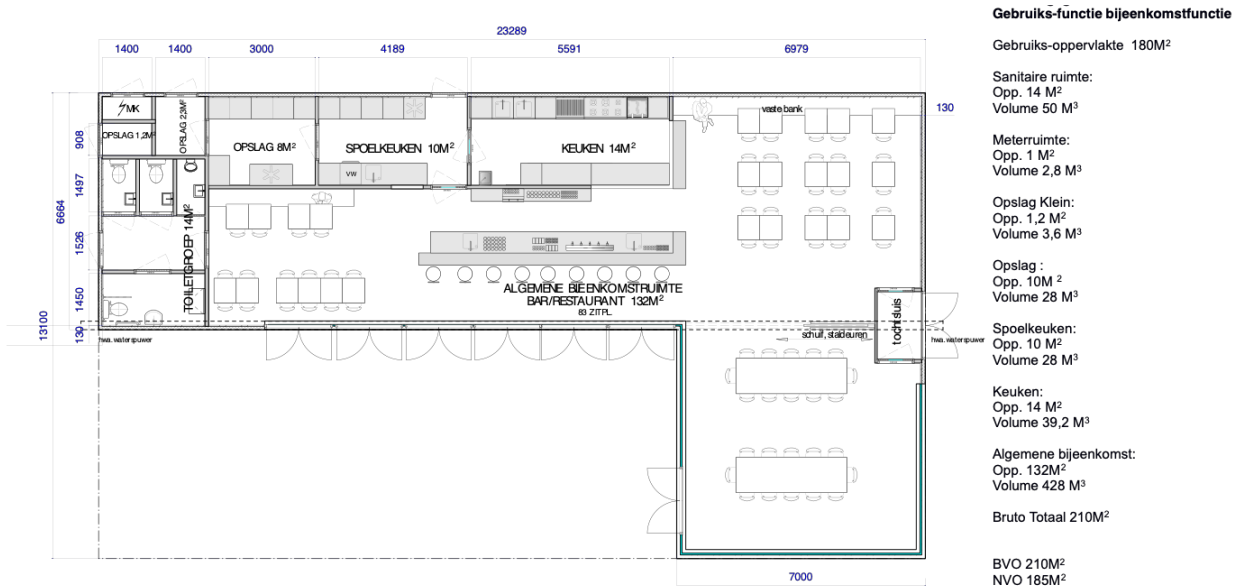 Gebruiks-functie bijeenkomstfunctie
Gebruiks-oppervlakte 180M²
Sanitaire ruimte:
Opp. 14 M²
Volume 50 M³
Meterruimte:
Opp. 1 M²
Volume 2,8 M³
Opslag Klein:
Opp. 1,2 M²
Volume 3,6 M³
Opslag :
Opp. 10M ²
Volume 28 M³
Spoelkeuken:
Opp. 10 M²
Volume 28 M³
Keuken:
Opp. 14 M²
Volume 39,2 M³
Algemene bijeenkomst:
Opp. 132M²
Volume 428 M³
Bruto Totaal 210M²
BVO 210M²
NVO 185M²
23289
1400
1400
3000
4189
5591
6979
130
908
1497
6664
1526
1450
13100
130
7000
MK
OPSLAG 1,2M²
OPSLAG 8M²
SPOELKEUKEN 10M²
KEUKEN 14M²
VW
vaste bank
TOILETGROEP 14M²
ALGEMENE BIJEENKOMSTRUIMTE
BAR/RESTAURANT 132M²
83 ZITPL.
tochtsluis
schuif, staldeuren
hwa. waterspuwer
hwa. waterspuwer